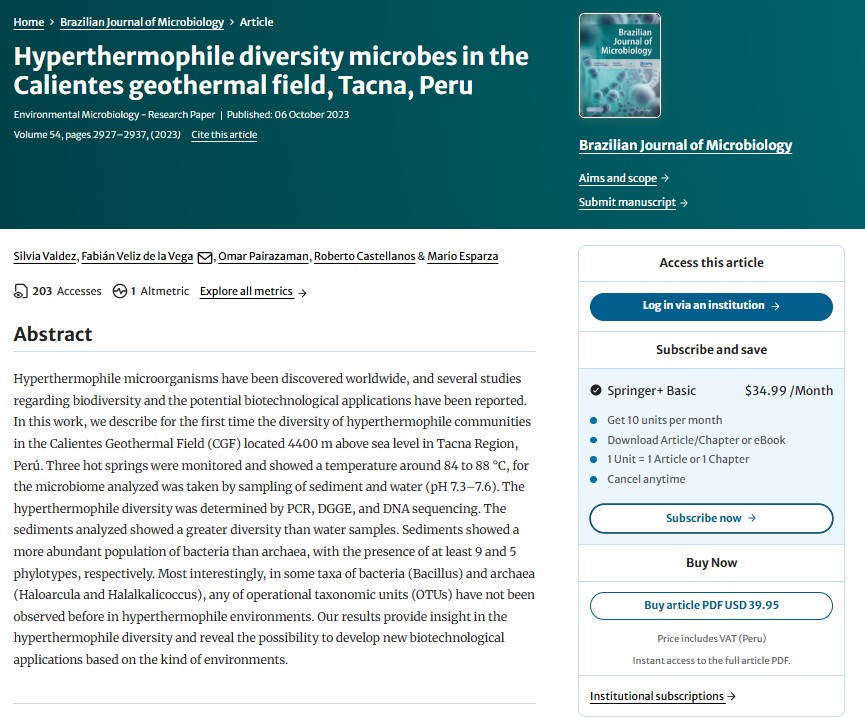 Home > Brazilian Journal of Microbiology > Article
Hyperthermophile diversity microbes in the
Calientes geothermal field, Tacna, Peru
Environmental Microbiology - Research Paper | Published: 06 October 2023
Volume 54, pages 2927–2937, (2023) Cite this article
Brazilian
Journal of
Microbiology
Brazilian Journal of Microbiology
Aims and scope →
Submit manuscript →
Silvia Valdez, Fabián Veliz de la Vega, Omar Pairazaman, Roberto Castellanos & Mario Esparza
203 Accesses 1 Altmetric Explore all metrics →
Abstract
Hyperthermophile microorganisms have been discovered worldwide, and several studies
regarding biodiversity and the potential biotechnological applications have been reported.
In this work, we describe for the first time the diversity of hyperthermophile communities
in the Calientes Geothermal Field (CGF) located 4400 m above sea level in Tacna Region,
Perú. Three hot springs were monitored and showed a temperature around 84 to 88 °C, for
the microbiome analyzed was taken by sampling of sediment and water (pH 7.3–7.6). The
hyperthermophile diversity was determined by PCR, DGGE, and DNA sequencing. The
sediments analyzed showed a greater diversity than water samples. Sediments showed a
more abundant population of bacteria than archaea, with the presence of at least 9 and 5
phylotypes, respectively. Most interestingly, in some taxa of bacteria (Bacillus) and archaea
(Haloarcula and Halalkalicoccus), any of operational taxonomic units (OTUs) have not been
observed before in hyperthermophile environments. Our results provide insight in the
hyperthermophile diversity and reveal the possibility to develop new biotechnological
applications based on the kind of environments.
Access this article
Log in via an institution →
Subscribe and save
Springer+ Basic $34.99 /Month
Get 10 units per month
Download Article/Chapter or eBook
1 Unit = 1 Article or 1 Chapter
Cancel anytime
Subscribe now →
Buy Now
Buy article PDF USD 39.95
Price includes VAT (Peru)
Instant access to the full article PDF.
Institutional subscriptions →